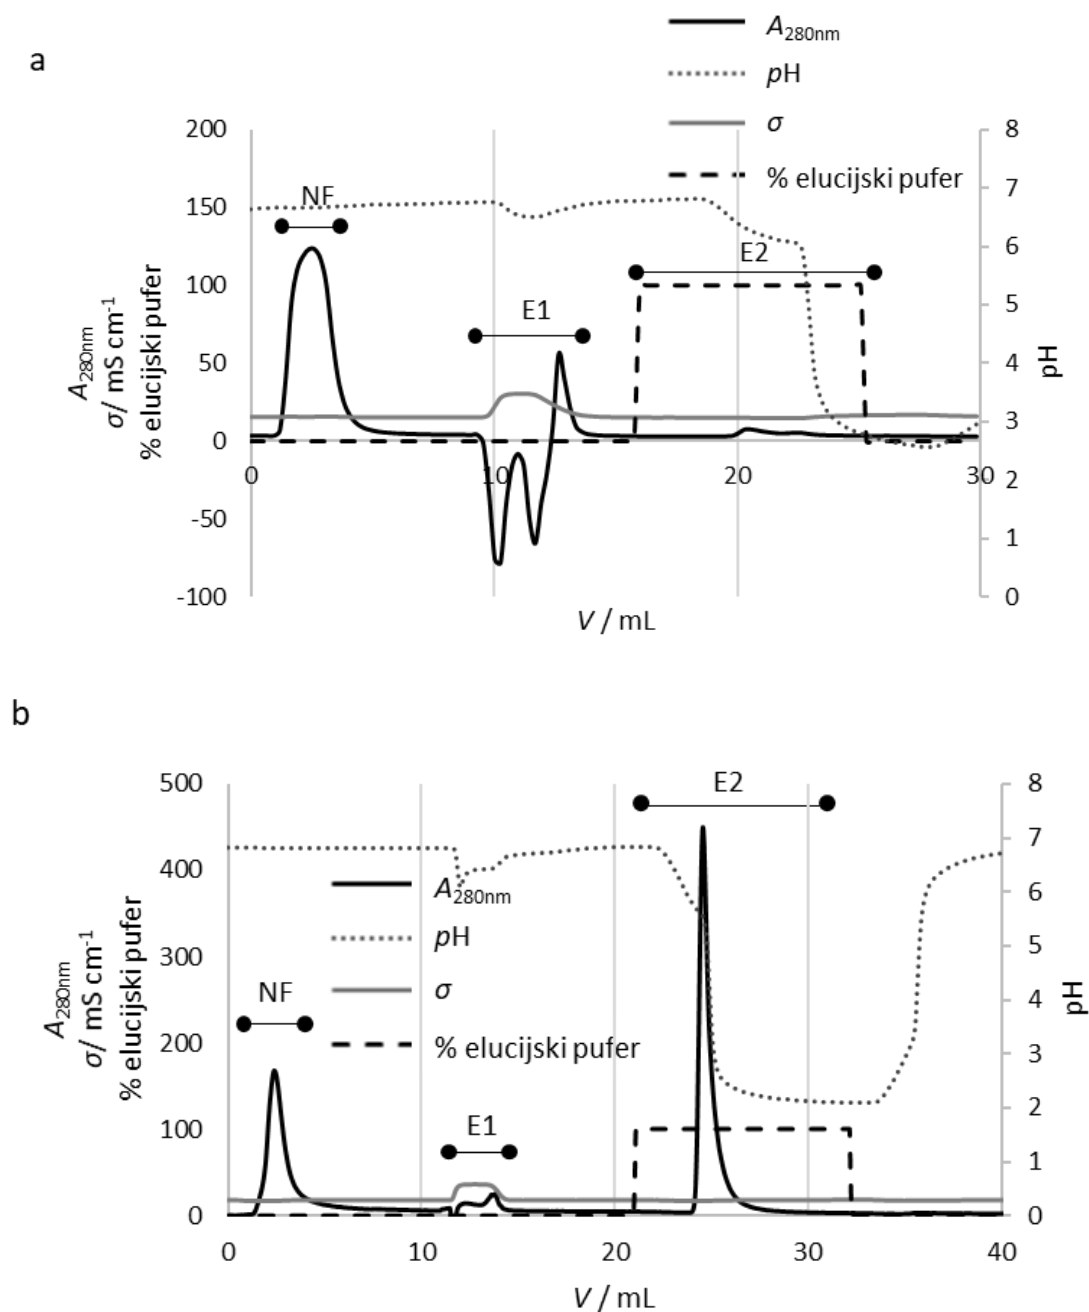 a
A280nm
pH
σ
% elucijski pufer
200
150
100
50
0
-50
-100
A280nm
σ/ mS cm-1
% elucijski pufer
NF
E1
E2
0
10
20
30
8
7
6
5
4
3
2
1
0
pH
V / mL
b
500
400
300
200
100
0
A280nm
σ/ mS cm-1
% elucijski pufer
A280nm
pH
σ
% elucijski pufer
NF
E1
E2
8
7
6
5
4
3
2
1
0
pH
0
10
20
30
40
V / mL